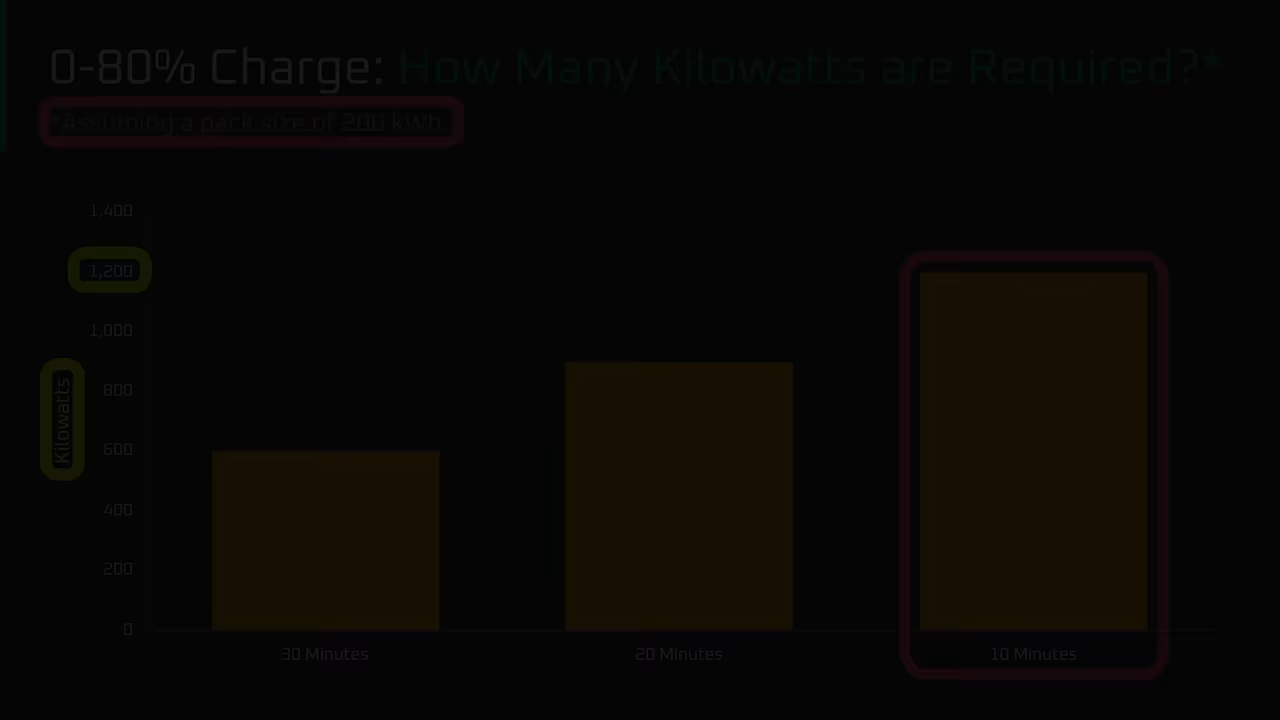 0-80% Charge: How Many Kilowatts are Required?*
*Assuming a pack size of 200 kWh
1,400
1,200
1,000
800
600
400
200
0
Kilowatts
30 Minutes
20 Minutes
10 Minutes